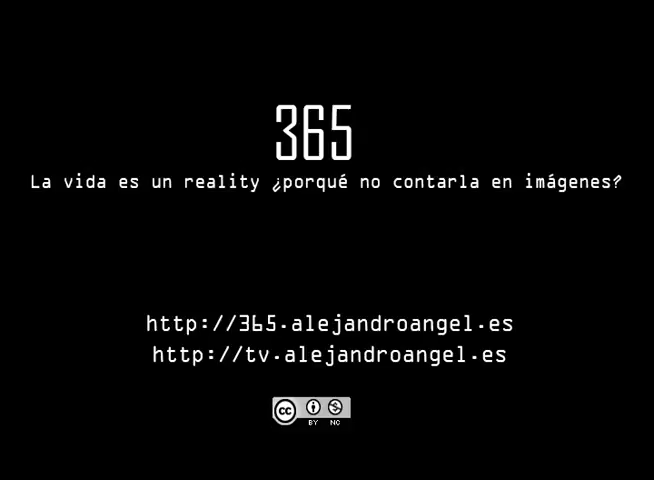 365
La vida es un reality ¿porqué no contarla en imágenes?
http://365.alejandroangel.es
http://tv.alejandroangel.es
cc
BY NC